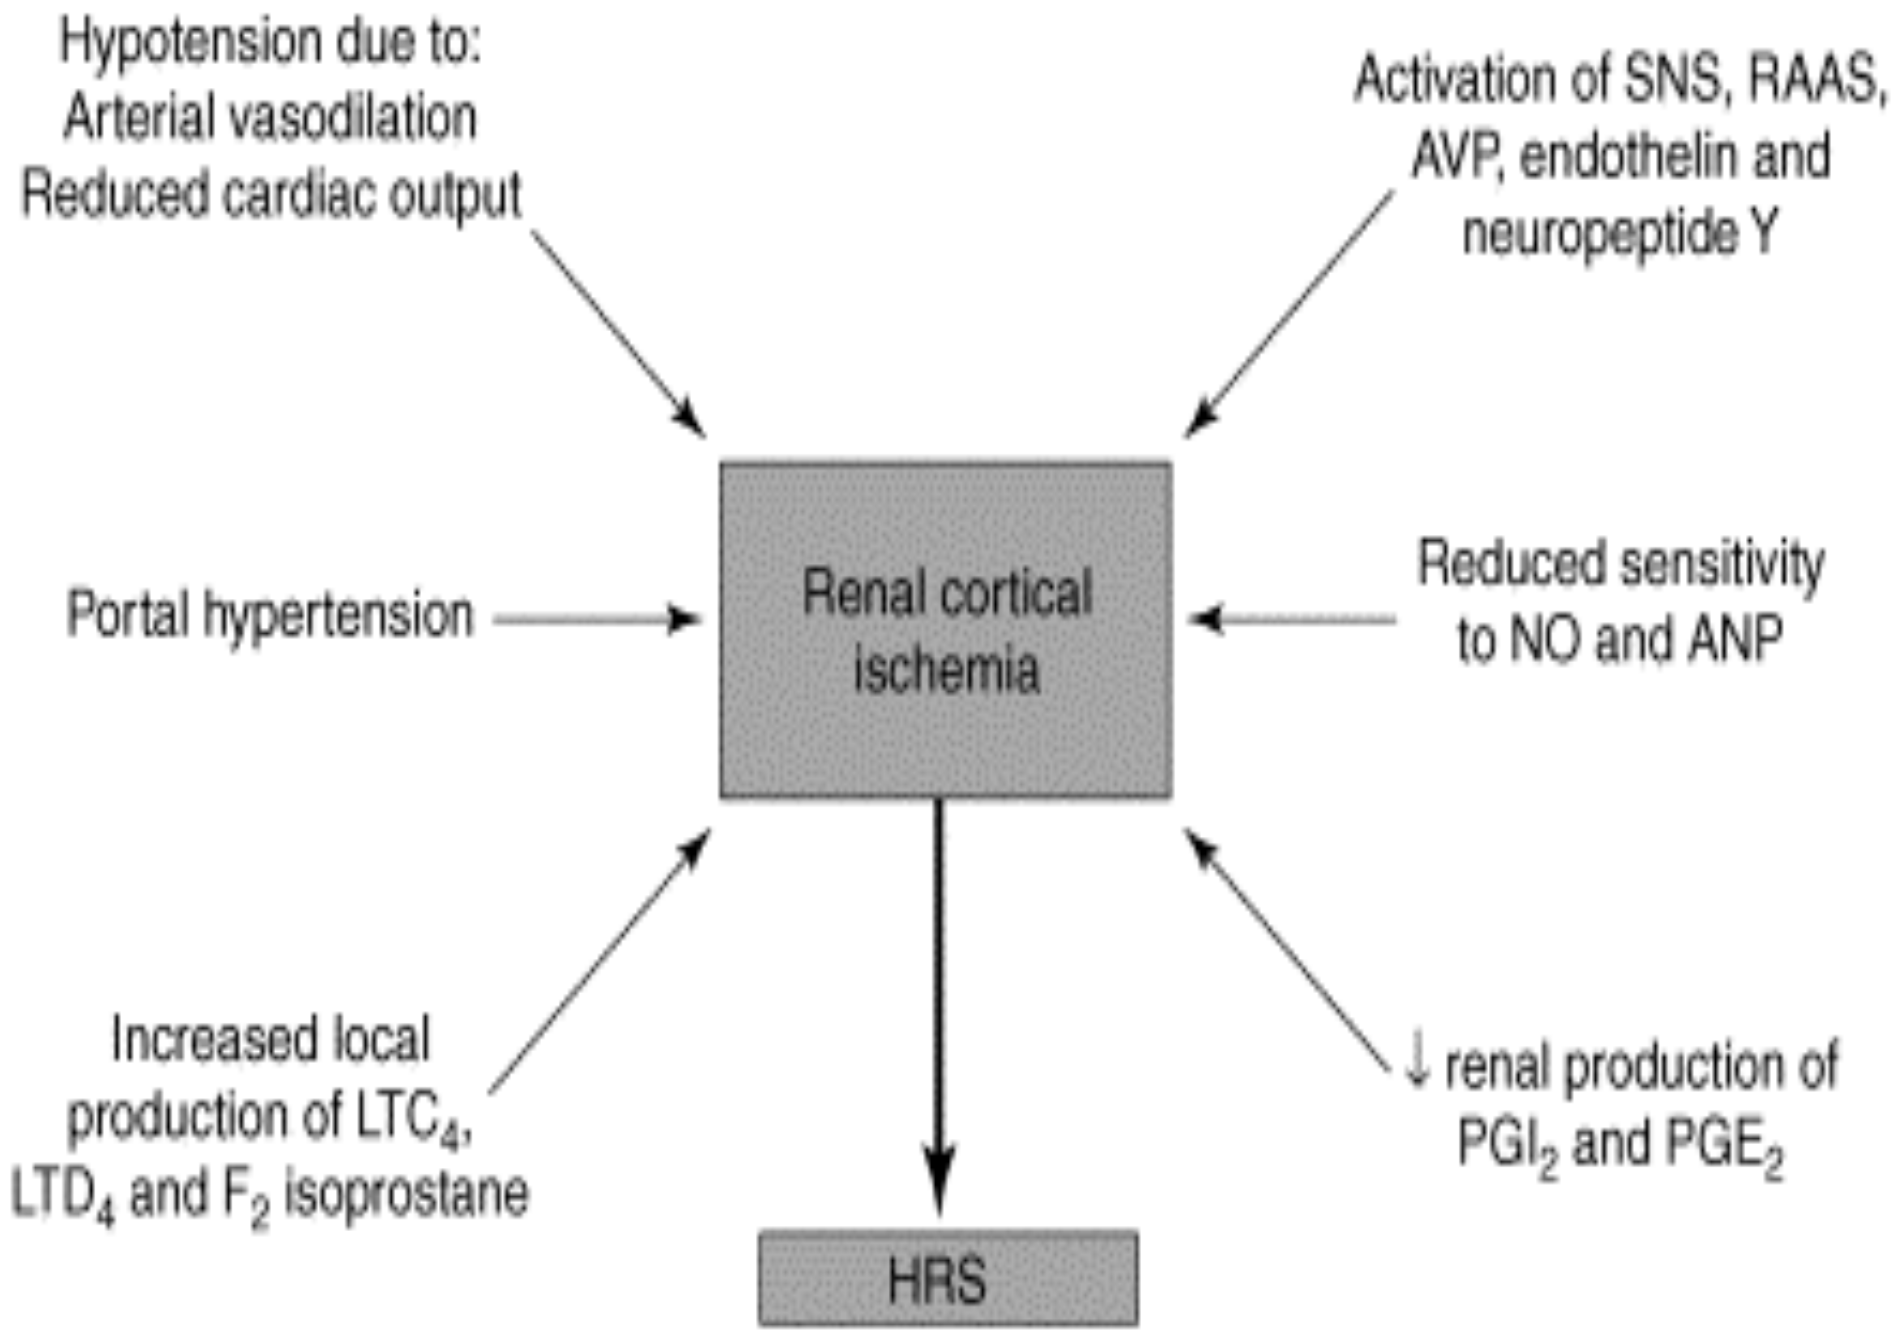 Hypotension due to:
Arterial vasodilation
Reduced cardiac output
Activation of SNS, RAAS,
AVP, endothelin and
neuropeptide Y
Portal hypertension
Renal cortical
ischemia
Reduced sensitivity
to NO and ANP
Increased local
production of LTC₄,
LTD₄ and F₂ isoprostane
↓ renal production of
PGI₂ and PGE₂
HRS